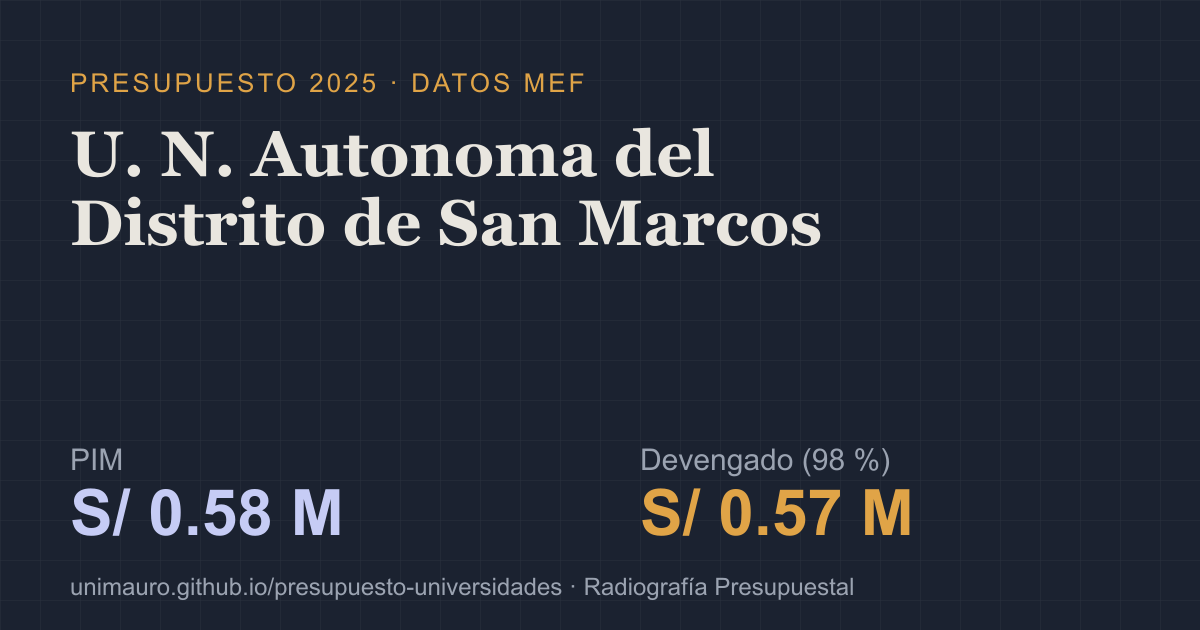 PRESUPUESTO 2025 · DATOS MEF
U. N. Autonoma del
Distrito de San Marcos
PIM
S/ 0.58 M
Devengado (98 %)
S/ 0.57 M
unimauro.github.io/presupuesto-universidades · Radiografía Presupuestal